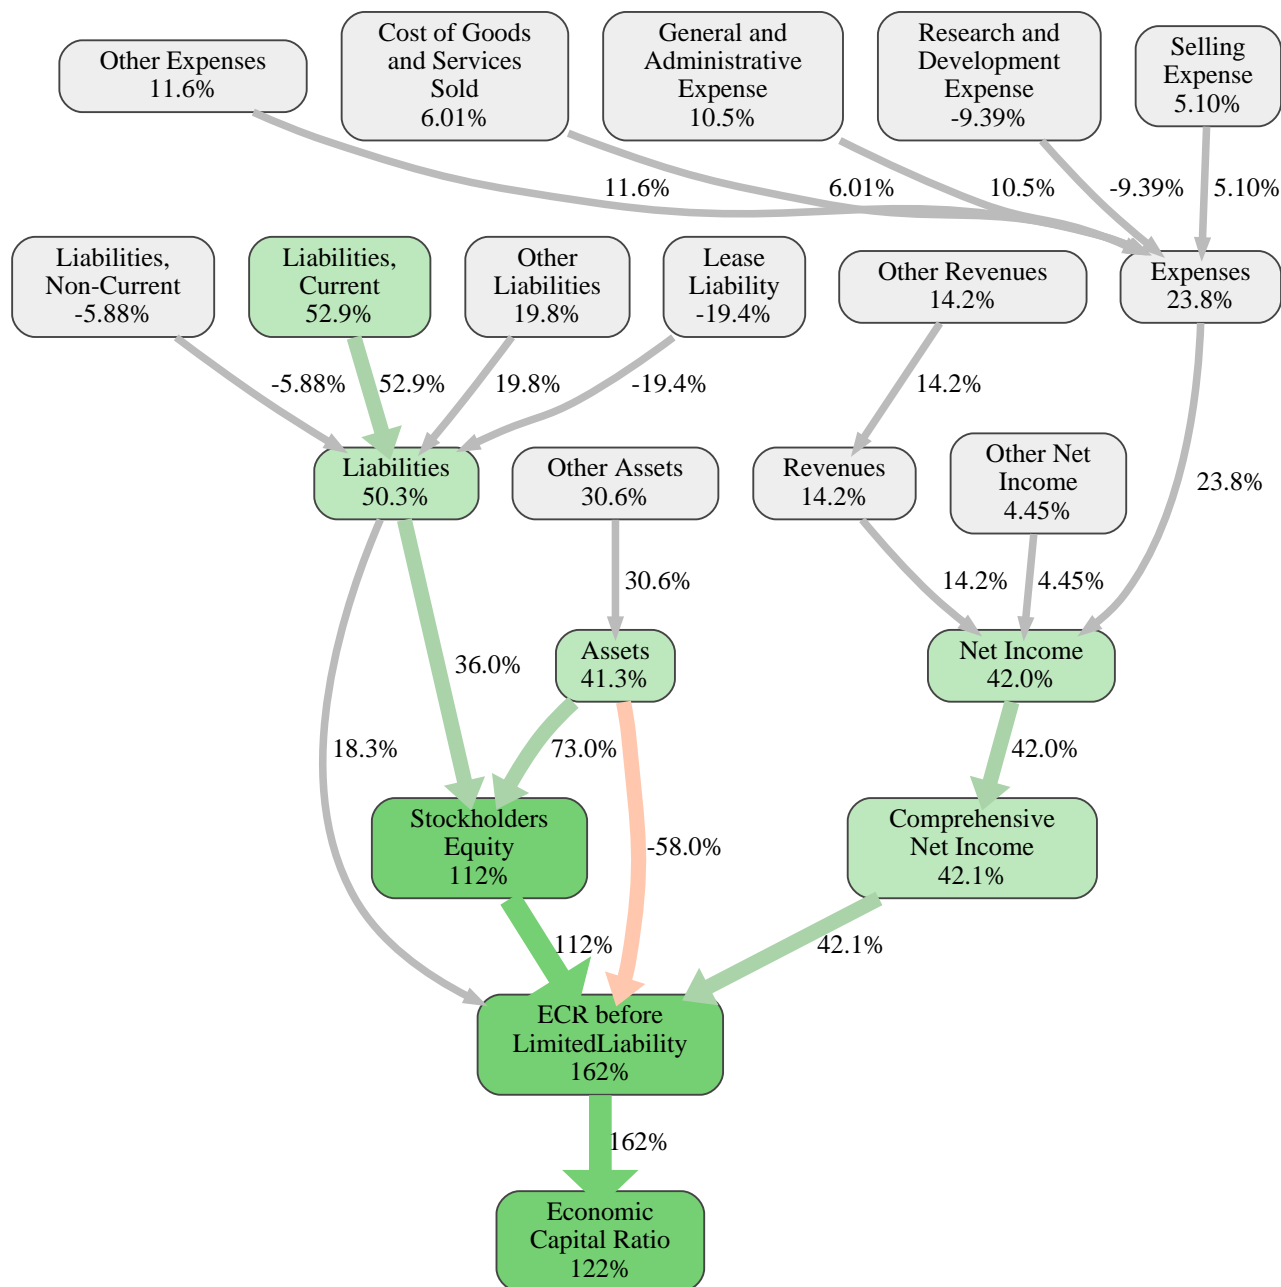 Other Expenses
11.6%
Cost of Goods
and Services
Sold
6.01%
General and
Administrative
Expense
10.5%
Research and
Development
Expense
-9.39%
Selling
Expense
5.10%
11.6%
6.01%
10.5%
-9.39%
5.10%
Liabilities,
Non-Current
-5.88%
Liabilities,
Current
52.9%
Other
Liabilities
19.8%
Lease
Liability
-19.4%
Other Revenues
14.2%
Expenses
23.8%
-5.88%
52.9%
19.8%
-19.4%
14.2%
Liabilities
50.3%
Other Assets
30.6%
Revenues
14.2%
Other Net
Income
4.45%
23.8%
30.6%
14.2%
4.45%
36.0%
Assets
41.3%
Net Income
42.0%
18.3%
73.0%
42.0%
Stockholders
Equity
112%
-58.0%
Comprehensive
Net Income
42.1%
112%
42.1%
ECR before
LimitedLiability
162%
162%
Economic
Capital Ratio
122%